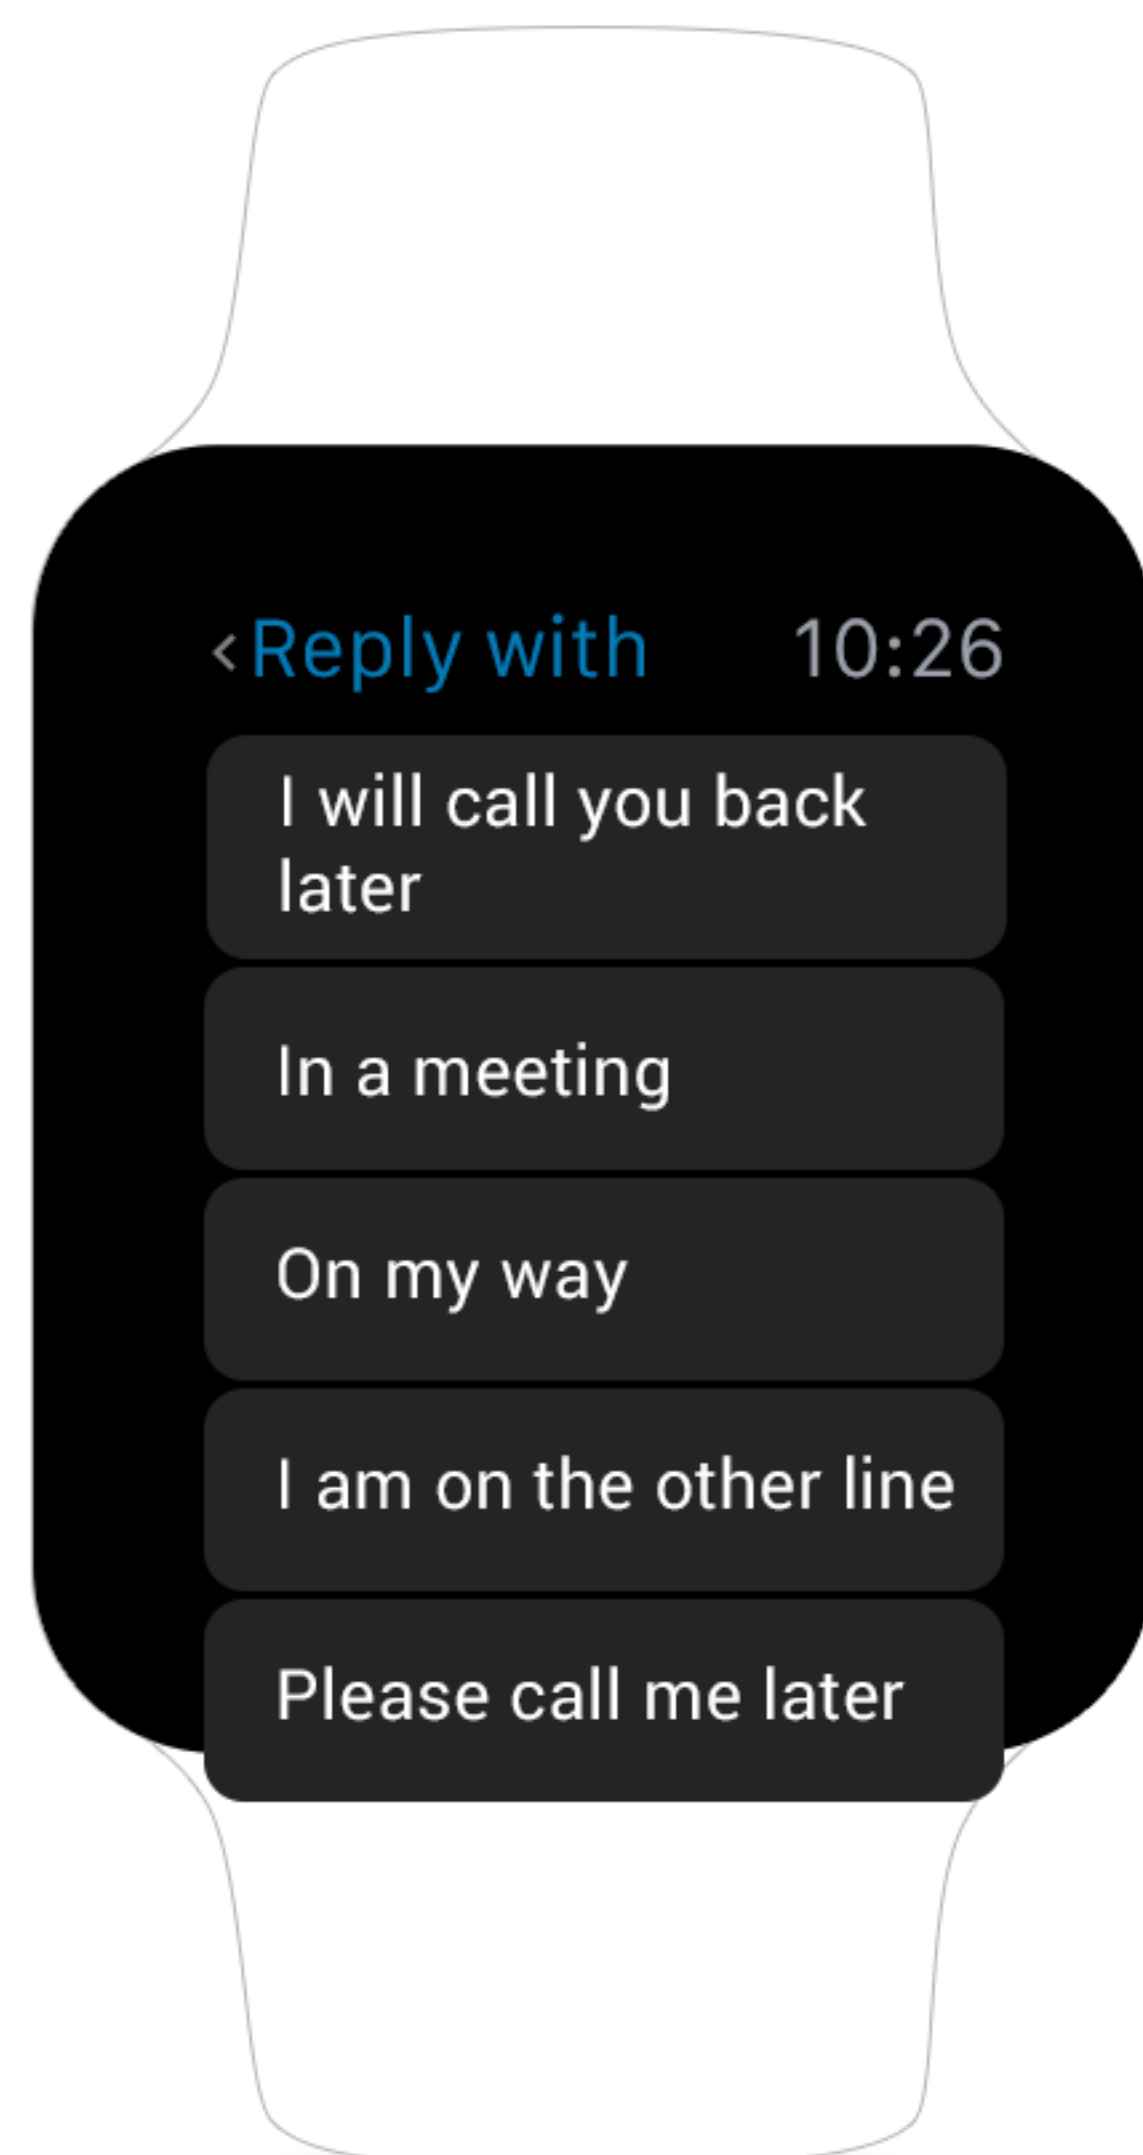 <Reply with 10:26
I will call you back
later
In a meeting
On my way
I am on the other line
Please call me later